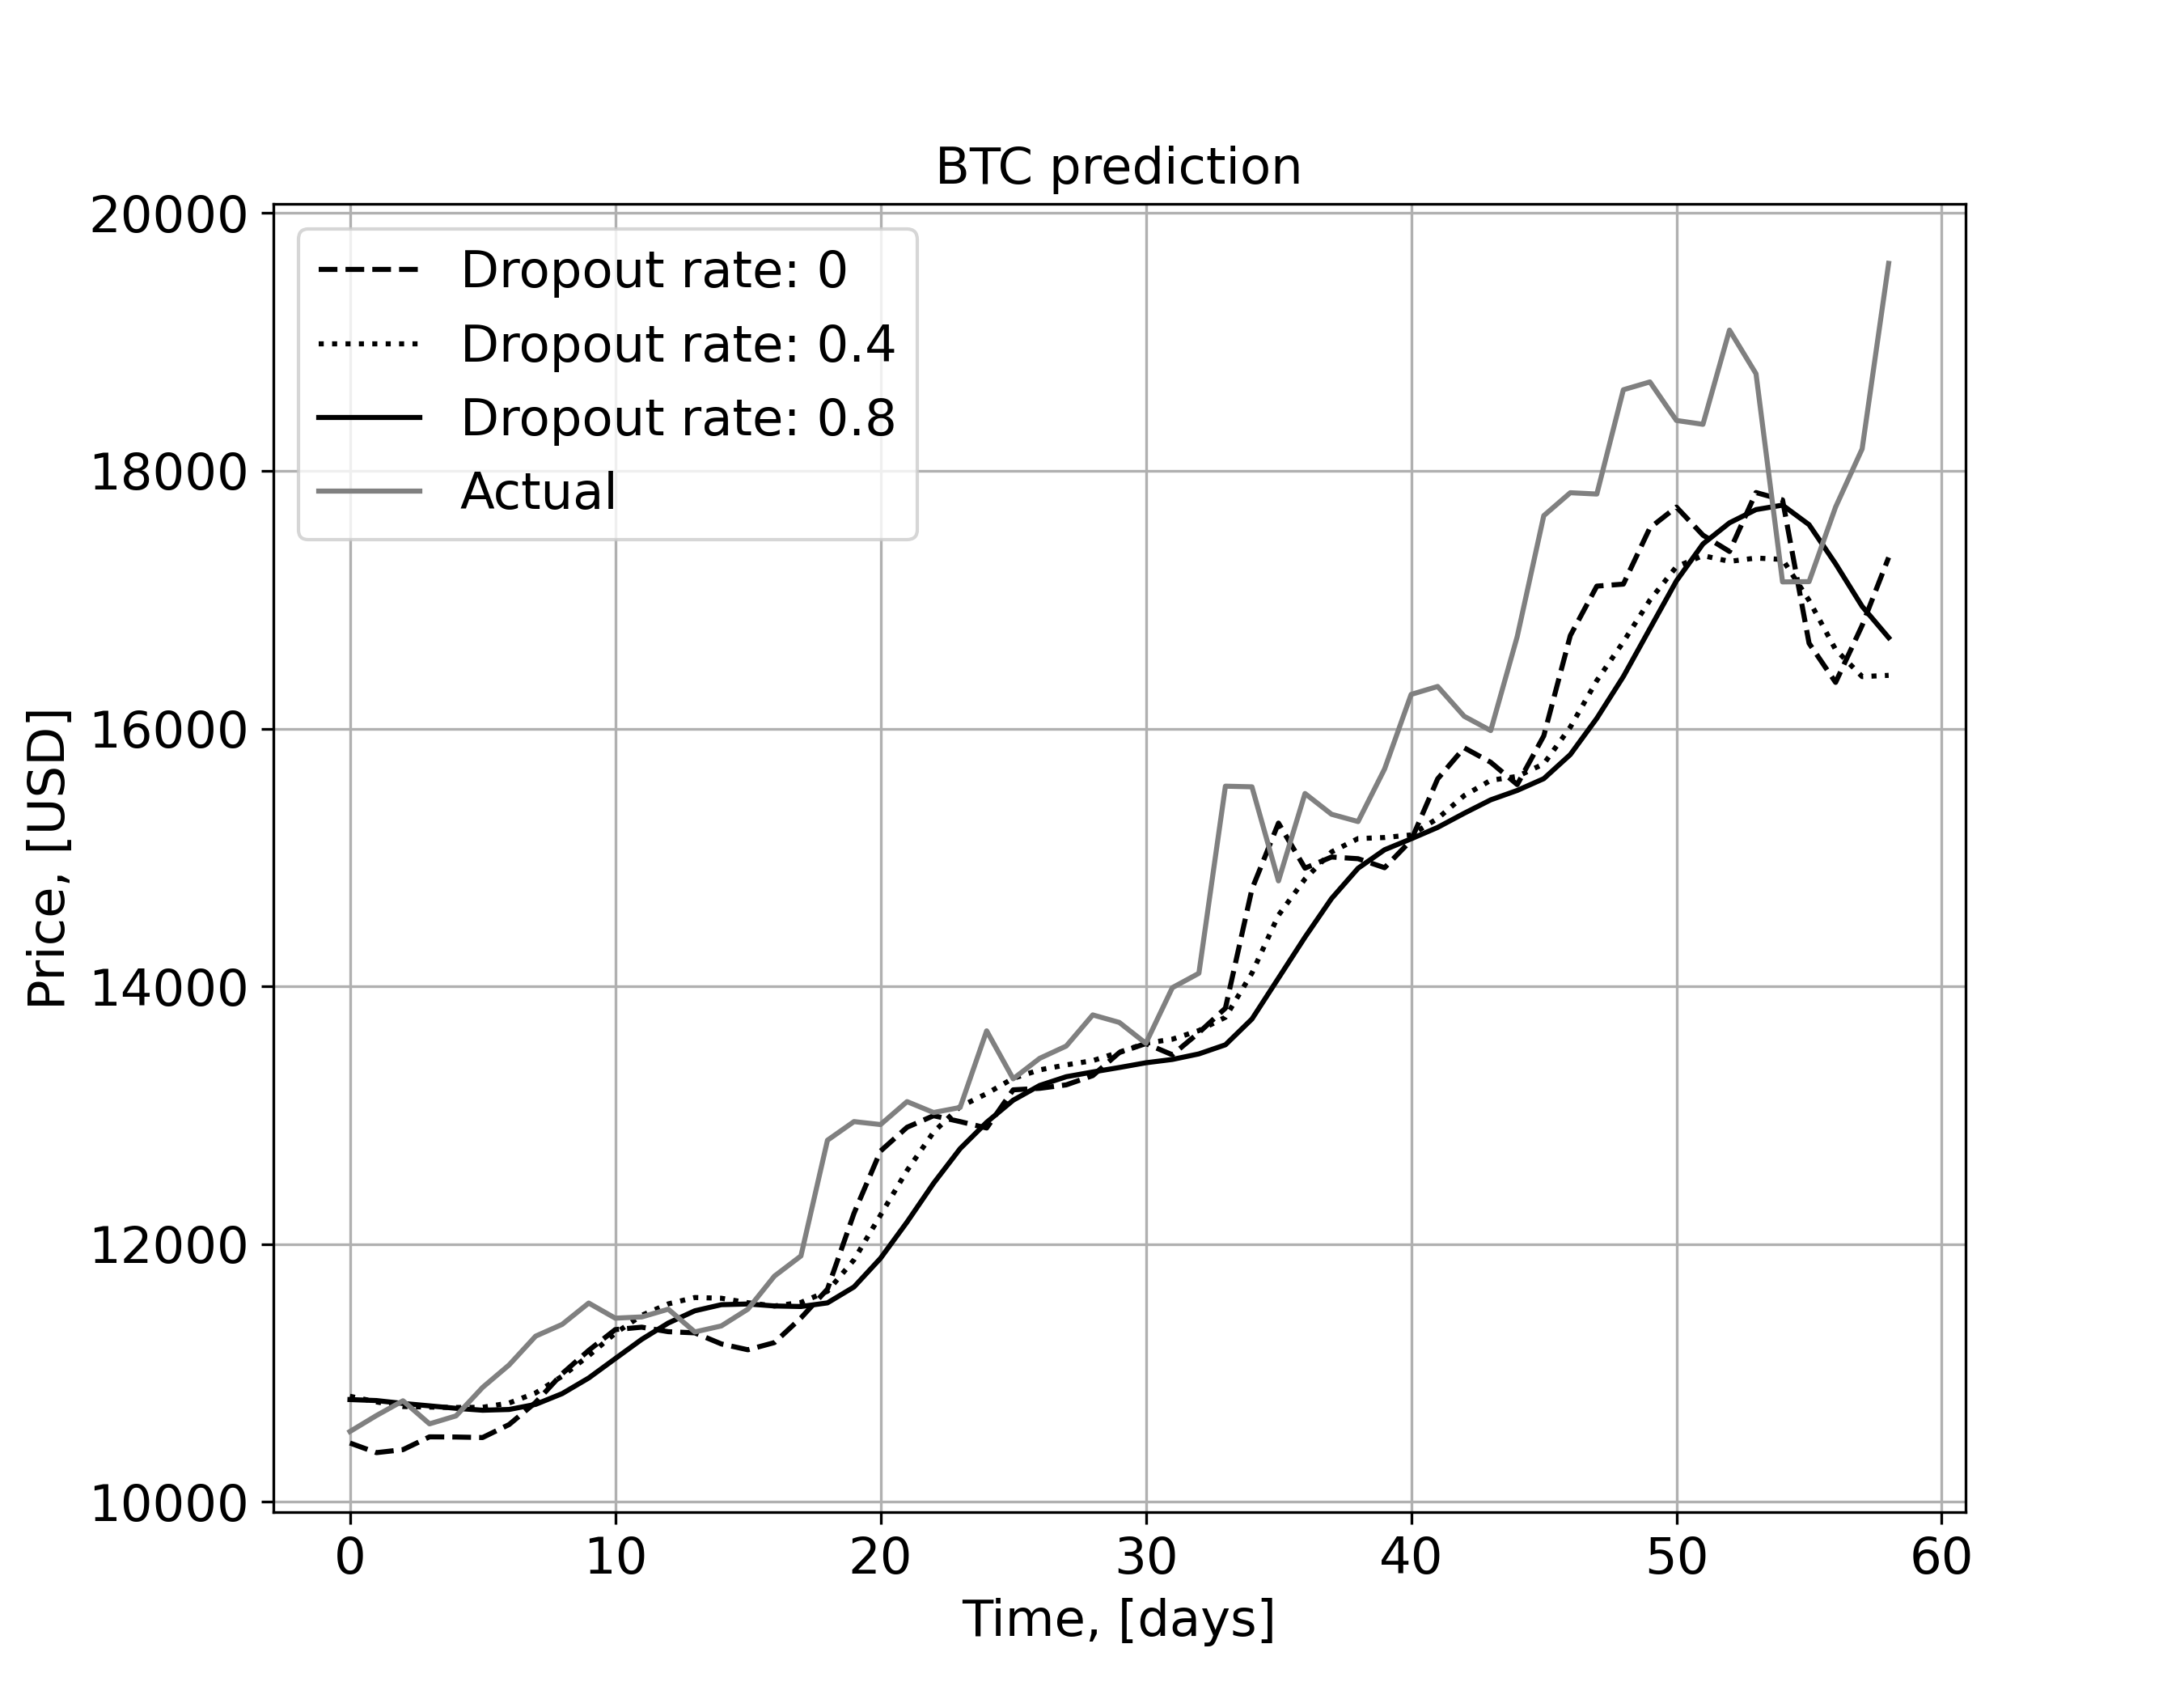 BTC prediction
20000
18000
16000
14000
12000
10000
Price, [USD]
Dropout rate: 0
Dropout rate: 0.4
Dropout rate: 0.8
Actual
0 10 20 30 40 50 60
Time, [days]